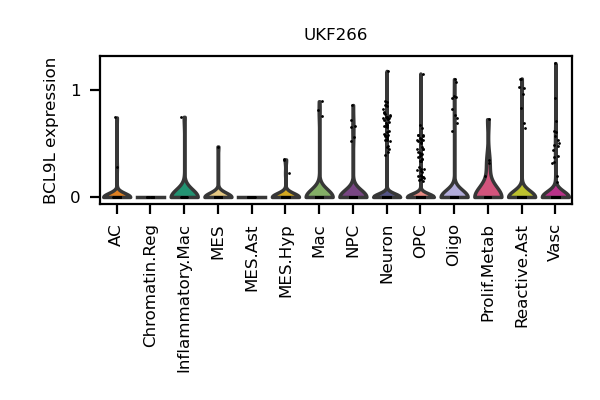 UKF266
BCL9L expression
1
0
AC
Chromatin.Reg
Inflammatory.Mac
MES
MES.Ast
MES.Hyp
Mac
NPC
Neuron
OPC
Oligo
Prolif.Metab
Reactive.Ast
Vasc